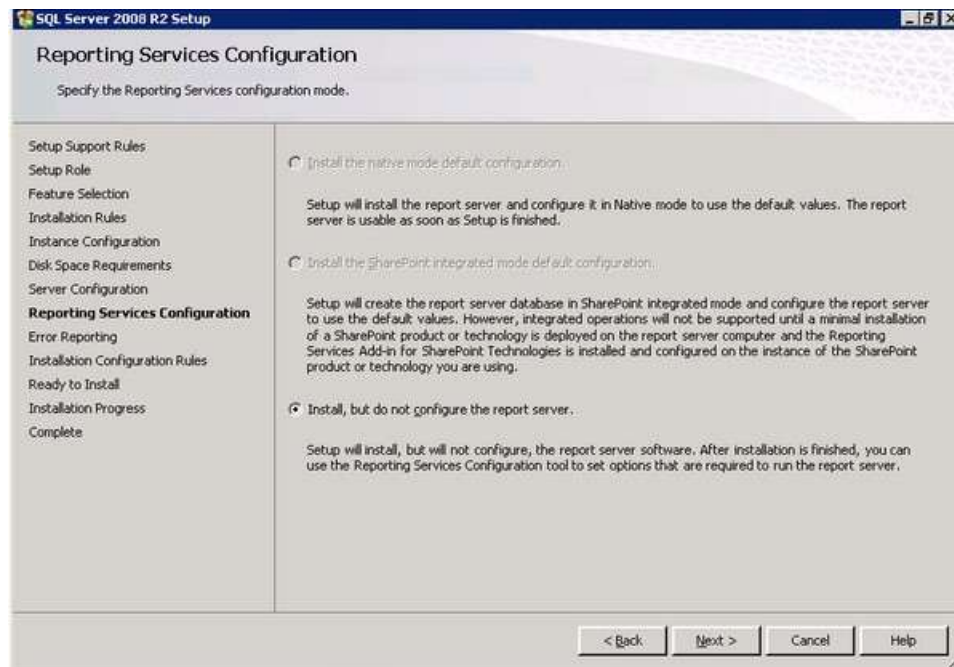 SQL Server 2008 R2 Setup
Reporting Services Configuration
Specify the Reporting Services configuration mode.
Setup Support Rules
Setup Role
Feature Selection
Installation Rules
Instance Configuration
Disk Space Requirements
Server Configuration
Reporting Services Configuration
Error Reporting
Installation Configuration Rules
Ready to Install
Installation Progress
Complete
Install the native mode default configuration.
Setup will install the report server and configure it in Native mode to use the default values. The report
server is usable as soon as Setup is finished.
Install the SharePoint integrated mode default configuration.
Setup will create the report server database in SharePoint integrated mode and configure the report server
to use the default values. However, integrated operations will not be supported until a minimal installation
of a SharePoint product or technology is deployed on the report server computer and the Reporting
Services Add-in for SharePoint Technologies is installed and configured on the instance of the SharePoint
product or technology you are using.
Install, but do not configure the report server.
Setup will install, but will not configure, the report server software. After installation is finished, you can
use the Reporting Services Configuration tool to set options that are required to run the report server.
< Back
Next >
Cancel
Help